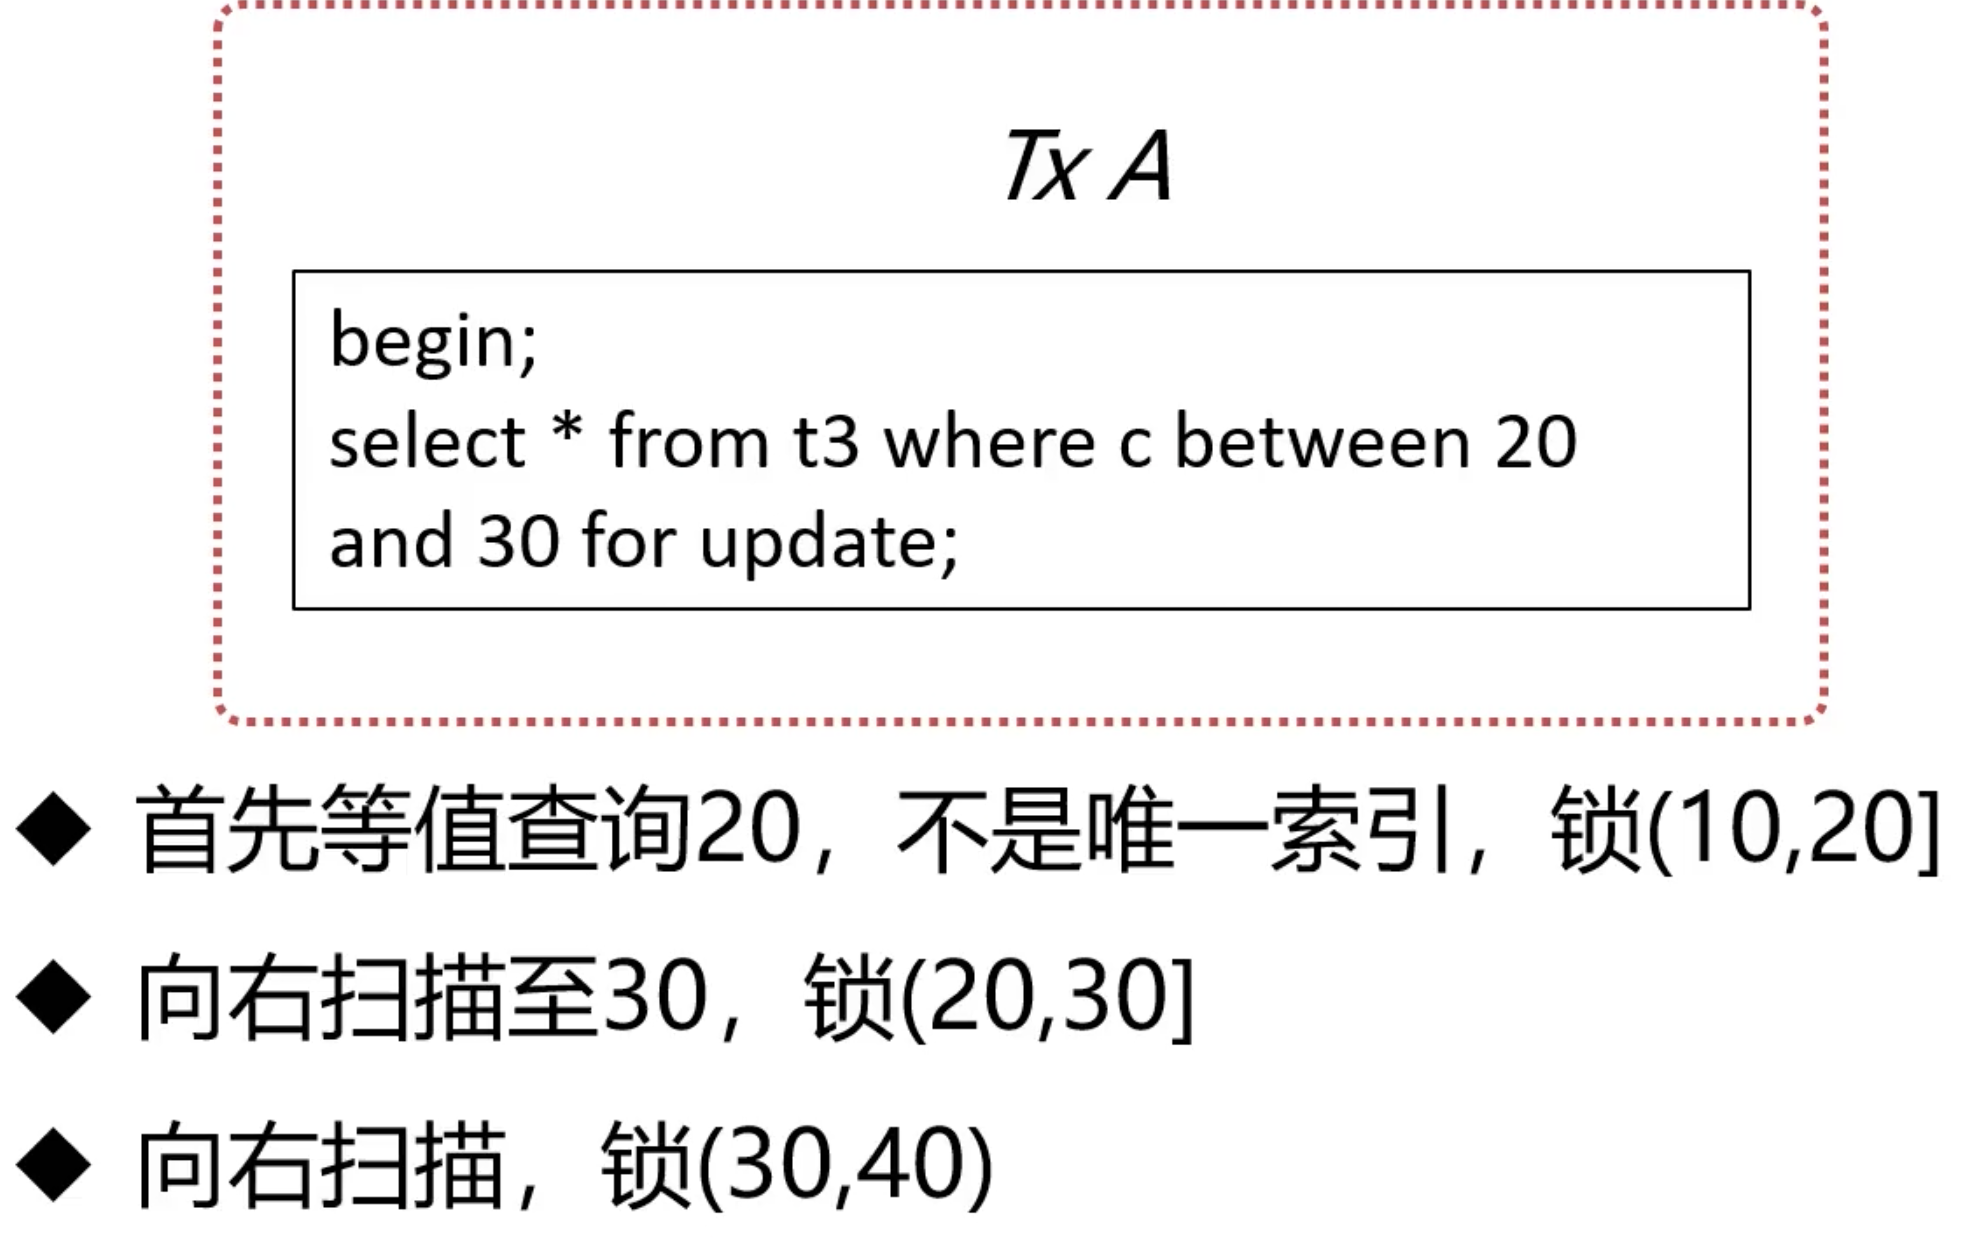 Tx A
begin;
select * from t3 where c between 20
and 30 for update;
◆ 首先等值查询20，不是唯一索引，锁(10,20]
◆ 向右扫描至30，锁(20,30]
◆ 向右扫描，锁(30,40)